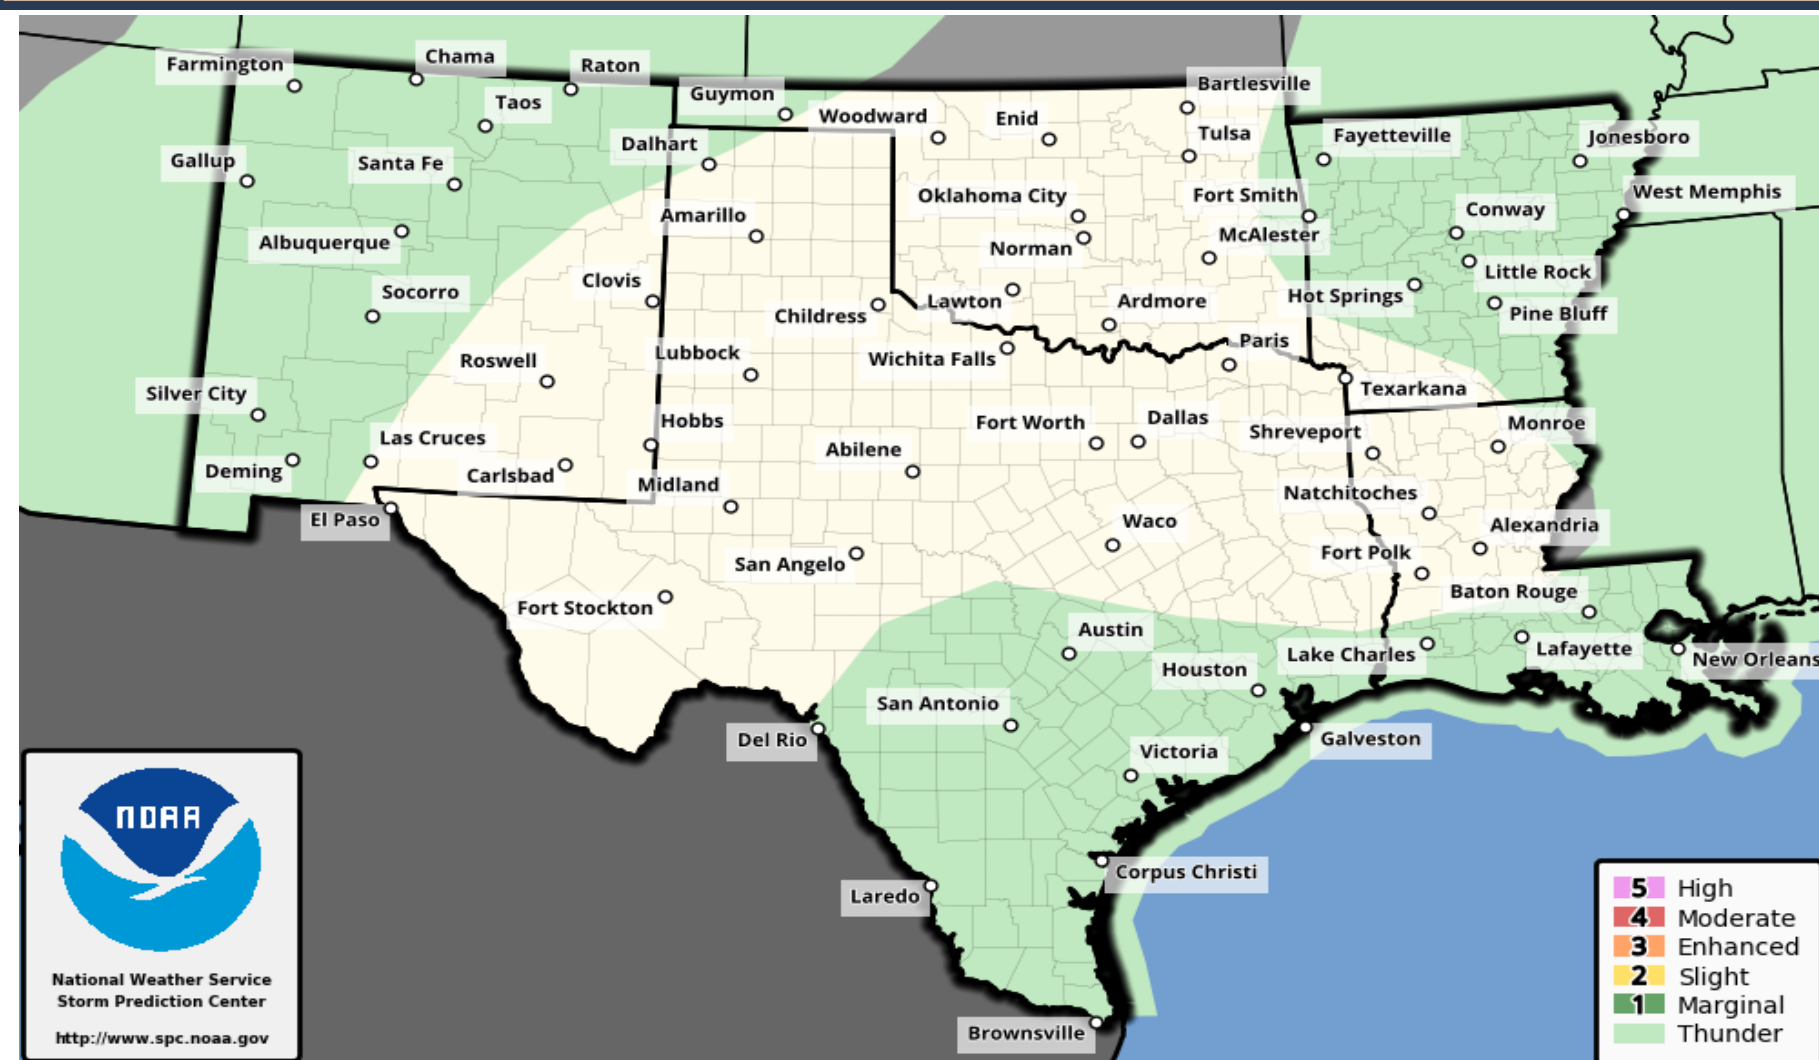 Farmington
Chama
Raton
Taos
Guymon
Bartlesville
Woodward
Enid
Tulsa
Fayetteville
Jonesboro
Gallup
Santa Fe
Dalhart
Oklahoma City
Fort Smith
Conway
West Memphis
Albuquerque
Amarillo
Norman
McAlester
Little Rock
Socorro
Clovis
Childress
Lawton
Ardmore
Hot Springs
Pine Bluff
Roswell
Lubbock
Wichita Falls
Paris
Texarkana
Silver City
Las Cruces
Hobbs
Abilene
Fort Worth
Dallas
Shreveport
Monroe
Deming
Carlsbad
Midland
Natchitoches
El Paso
San Angelo
Waco
Fort Polk
Alexandria
Fort Stockton
Baton Rouge
Austin
Houston
Lake Charles
Lafayette
New Orleans
San Antonio
Del Rio
Victoria
Galveston
Laredo
Corpus Christi
Brownsville
NOAA
National Weather Service
Storm Prediction Center
http://www.spc.noaa.gov
5 High
4 Moderate
3 Enhanced
2 Slight
1 Marginal
Thunder